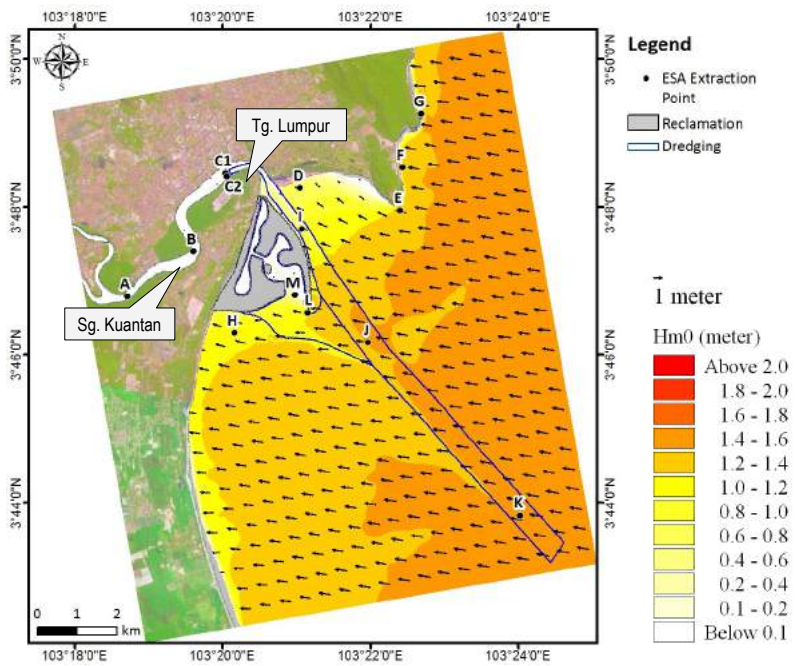 103°18'0"E 103°20'0"E 103°22'0"E 103°24'0"E
3°50'0"N
3°48'0"N
3°46'0"N
3°44'0"N
N
W E
S
G
Tg. Lumpur
C1
C2
D
F
E
I
B
A
M
L
Sg. Kuantan
H
J
K
0 1 2
km
3°50'0"N
3°48'0"N
3°46'0"N
3°44'0"N
103°18'0"E 103°20'0"E 103°22'0"E 103°24'0"E
Legend
ESA Extraction
Point
Reclamation
Dredging
1 meter
Hm0 (meter)
Above 2.0
1.8 - 2.0
1.6 - 1.8
1.4 - 1.6
1.2 - 1.4
1.0 - 1.2
0.8 - 1.0
0.6 - 0.8
0.4 - 0.6
0.2 - 0.4
0.1 - 0.2
Below 0.1